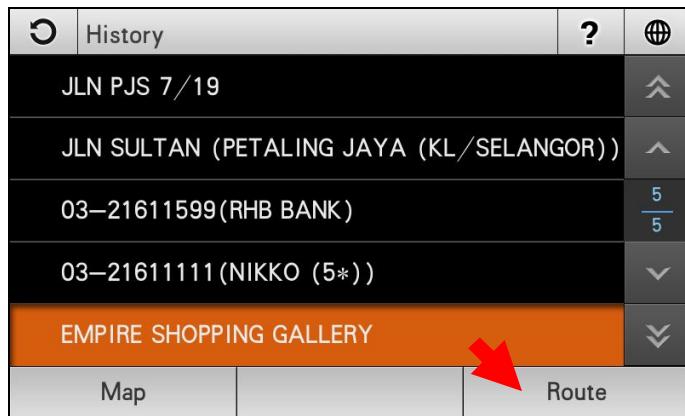 History ?
JLN PJS 7/19
JLN SULTAN (PETALING JAYA (KL/SELANGOR))
03-21611599(RHB BANK)
5
5
03-21611111(NIKKO (5*))
EMPIRE SHOPPING GALLERY
Map Route